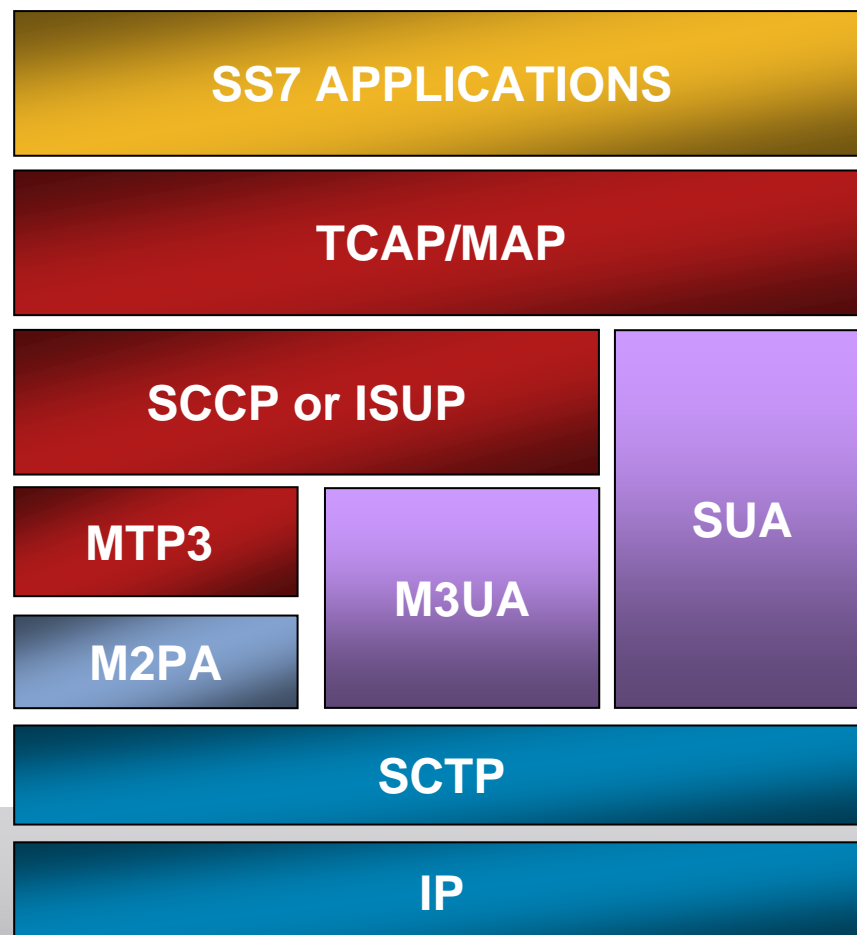 SS7 APPLICATIONS
TCAP/MAP
SCCP or ISUP
SUA
MTP3
M3UA
M2PA
SCTP
IP